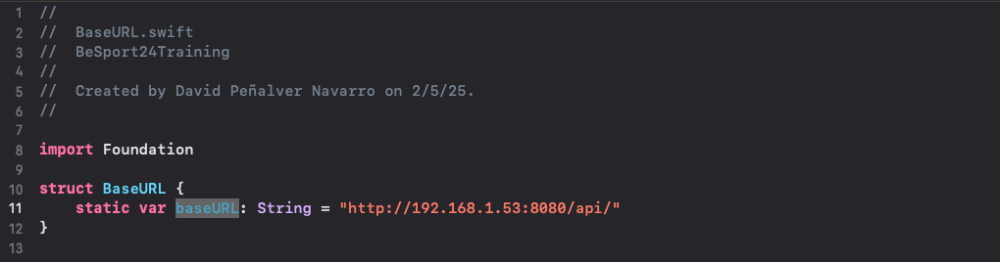 1 //
2 // BaseURL.swift
3 // BeSport24Training
4 //
5 // Created by David Peñalver Navarro on 2/5/25.
6 //
7
8 import Foundation
9
10 struct BaseURL {
11 static var baseURL: String = "http://192.168.1.53:8080/api/"
12 }
13